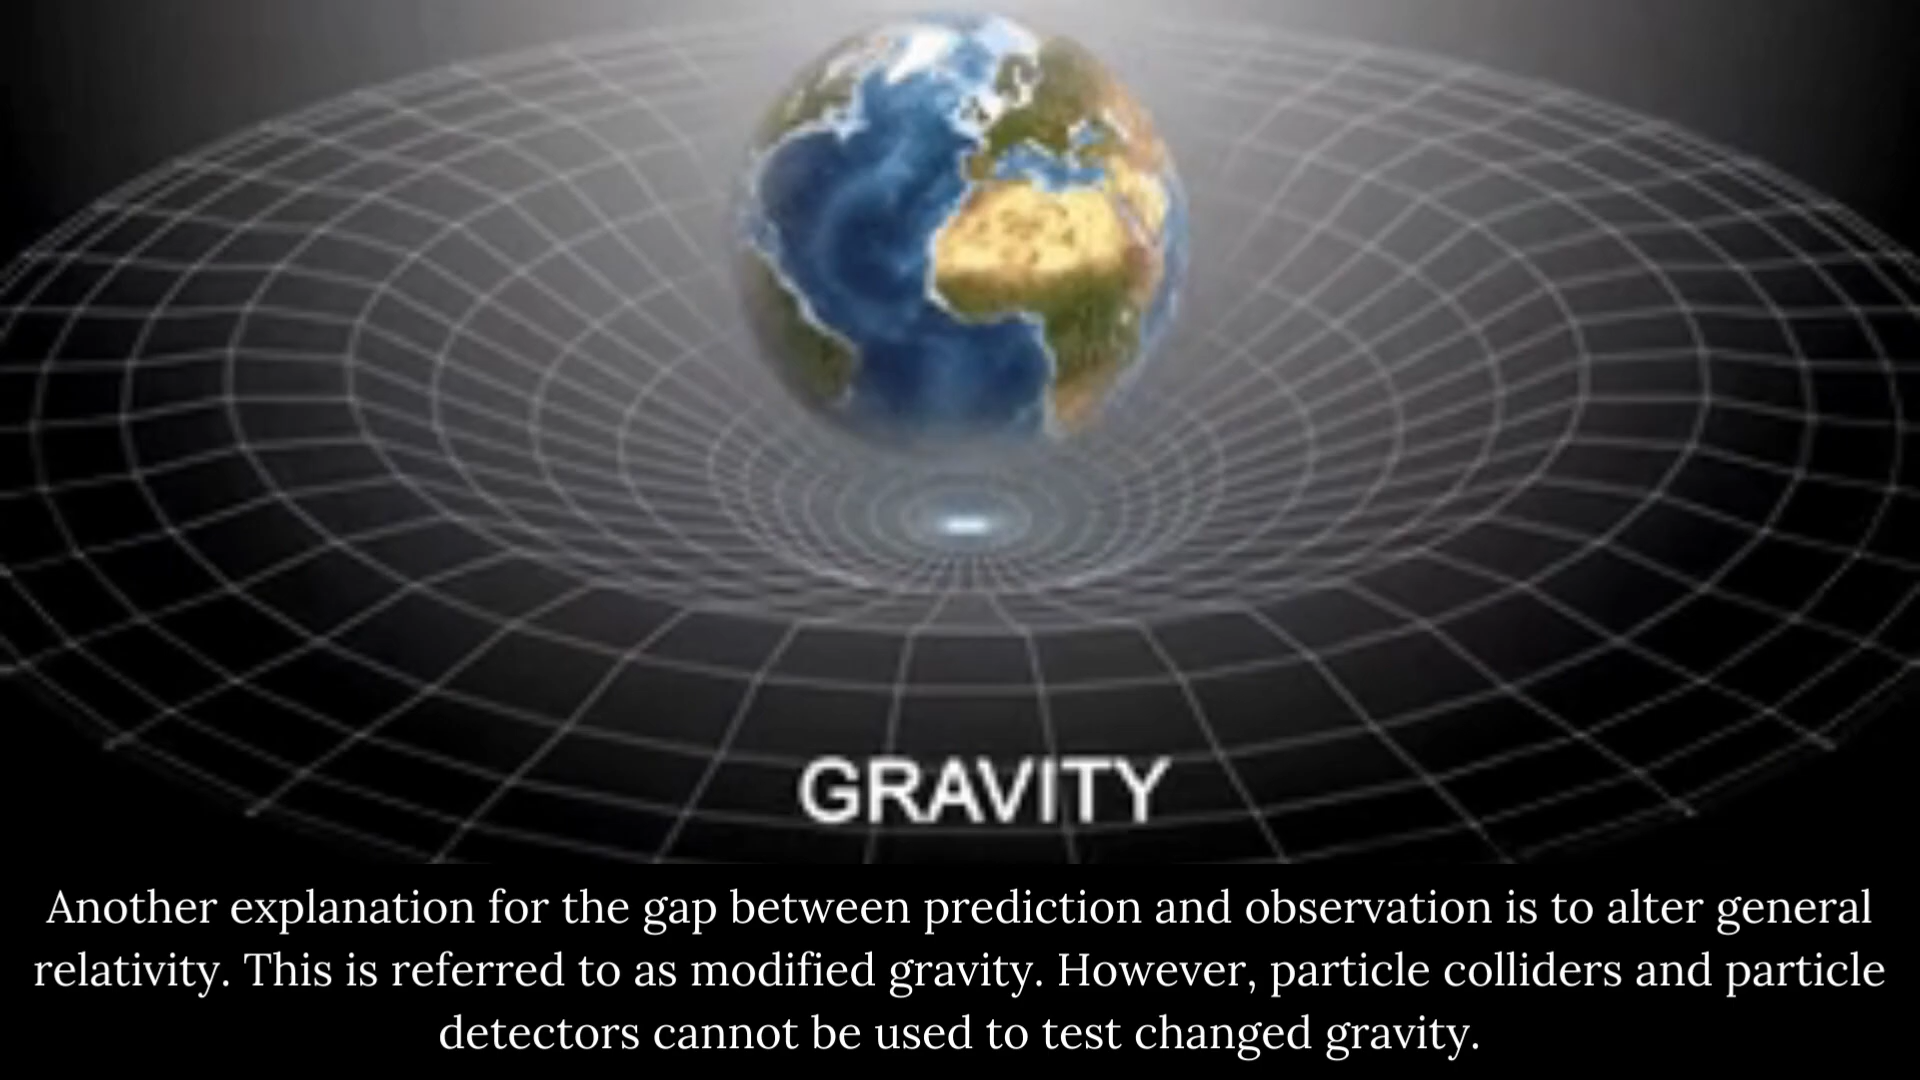 GRAVITY
Another explanation for the gap between prediction and observation is to alter general
relativity. This is referred to as modified gravity. However, particle colliders and particle
detectors cannot be used to test changed gravity.